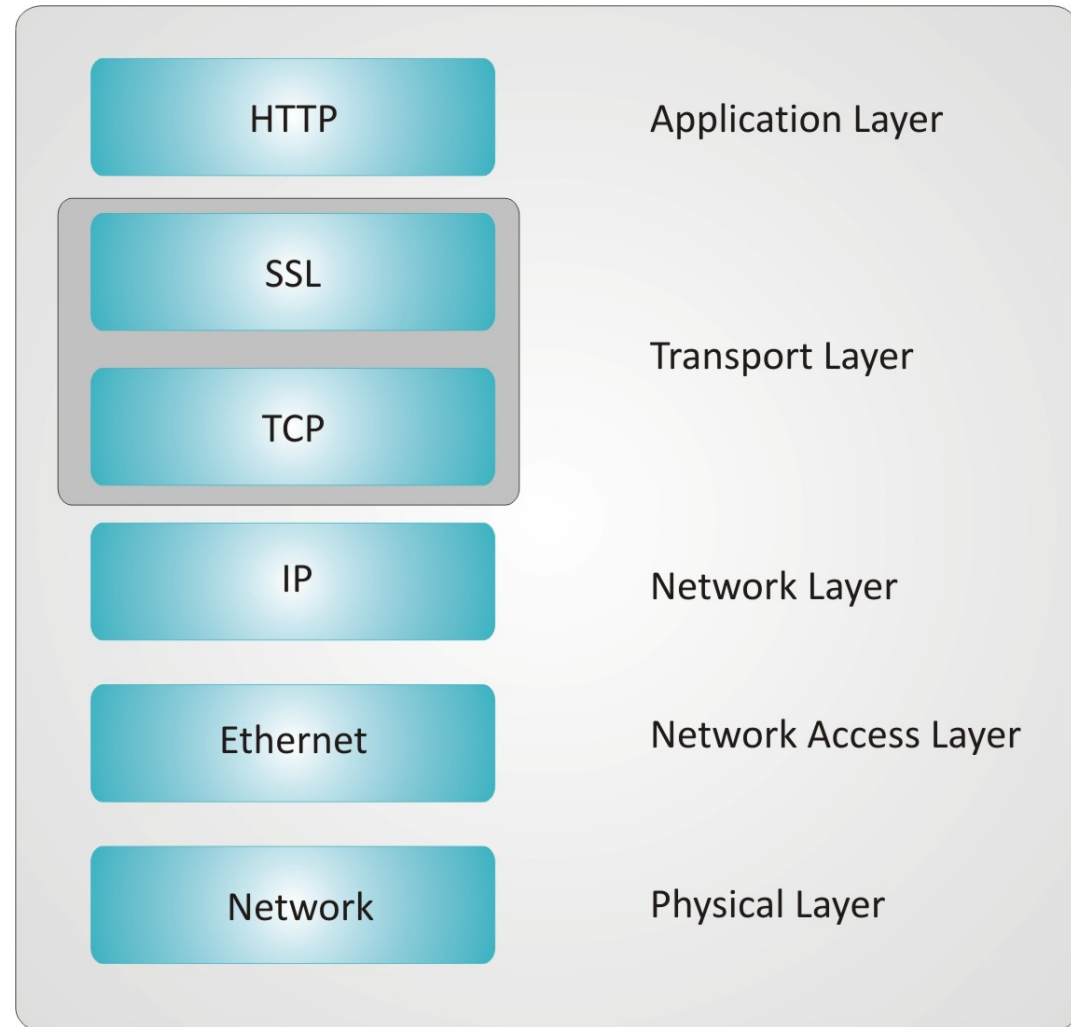 HTTP
Application Layer
SSL
Transport Layer
TCP
IP
Network Layer
Ethernet
Network Access Layer
Network
Physical Layer